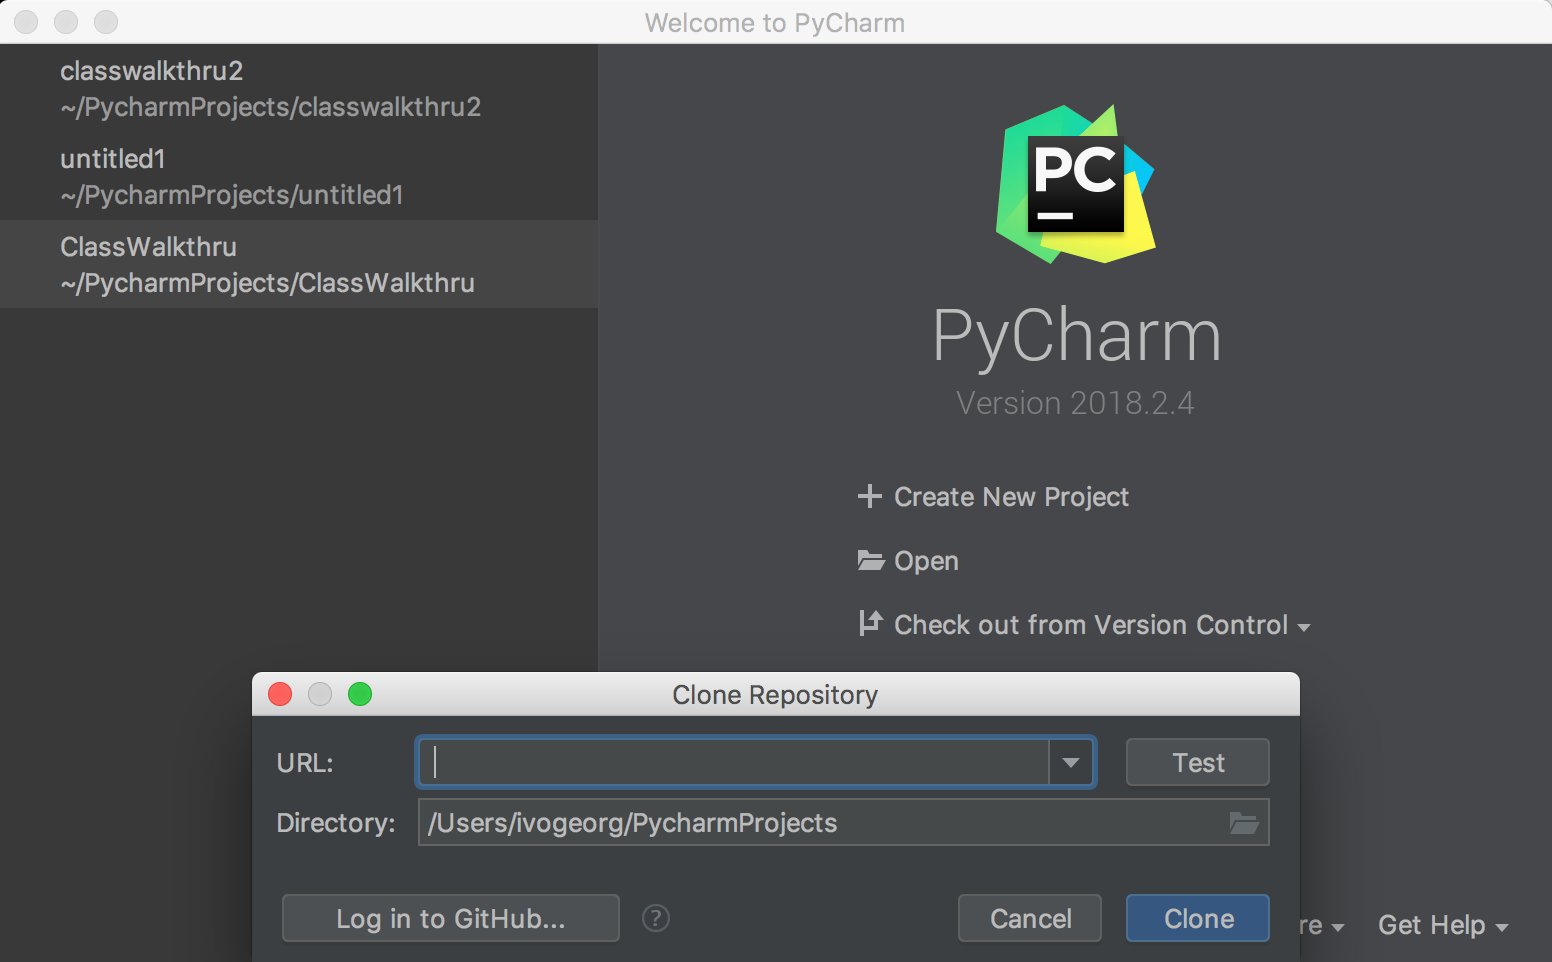 Welcome to PyCharm
classwalkthru2
~/PycharmProjects/classwalkthru2
untitled1
~/PycharmProjects/untitled1
ClassWalkthru
~/PycharmProjects/ClassWalkthru
PC
PyCharm
Version 2018.2.4
Create New Project
Open
Check out from Version Control
Clone Repository
URL:
Test
Directory: /Users/ivogeorg/PycharmProjects
Log in to GitHub... ? Cancel Clone
re Get Help